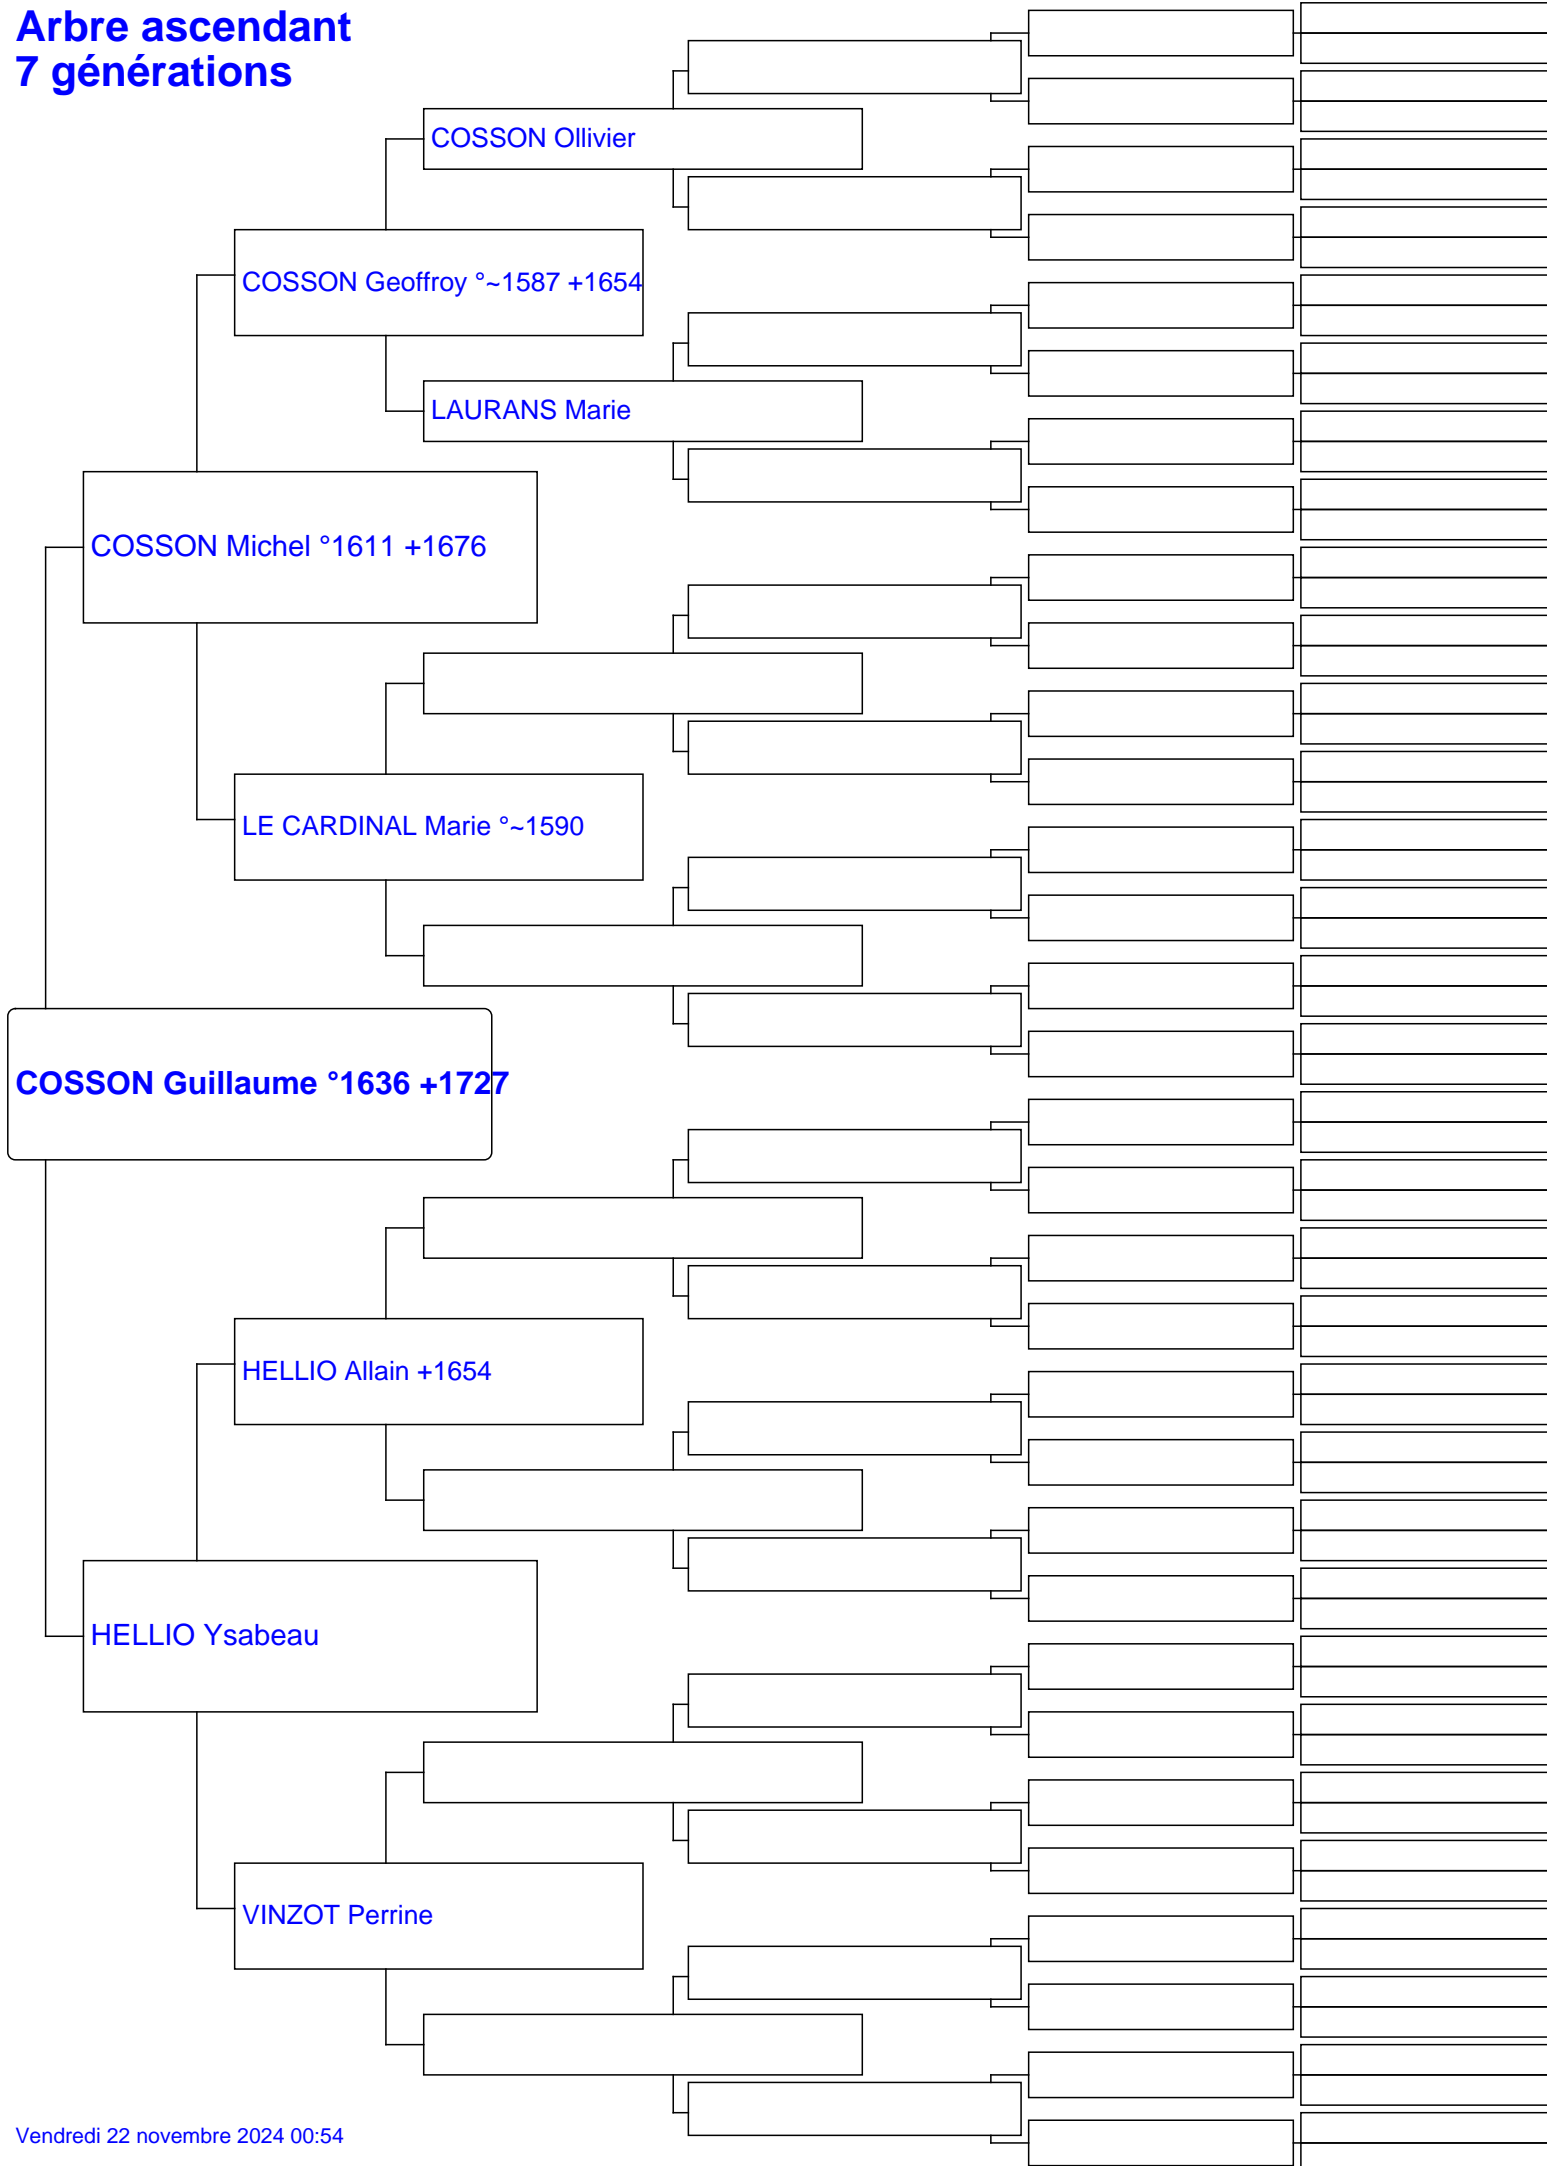 Arbre ascendant
7 générations
COSSON Ollivier
COSSON Geoffroy °~1587 +1654
LAURANS Marie
COSSON Michel °1611 +1676
LE CARDINAL Marie °~1590
COSSON Guillaume °1636 +1727
HELLIO Allain +1654
HELLIO Ysabeau
VINZOT Perrine
Vendredi 22 novembre 2024 00:54